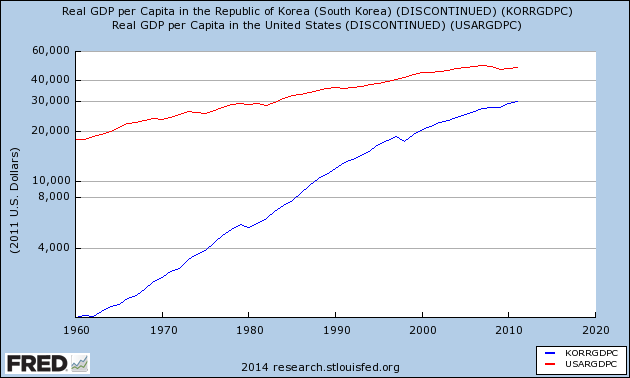 Real GDP per Capita in the Republic of Korea (South Korea) (DISCONTINUED) (KORRGDPC)
Real GDP per Capita in the United States (DISCONTINUED) (USARGDPC)
60,000
40,000
30,000
20,000
10,000
8,000
4,000
(2011 U.S. Dollars)
1960 1970 1980 1990 2000 2010 2020
FRED
2014 research.stlouisfed.org
KORRGDPC
USARGDPC